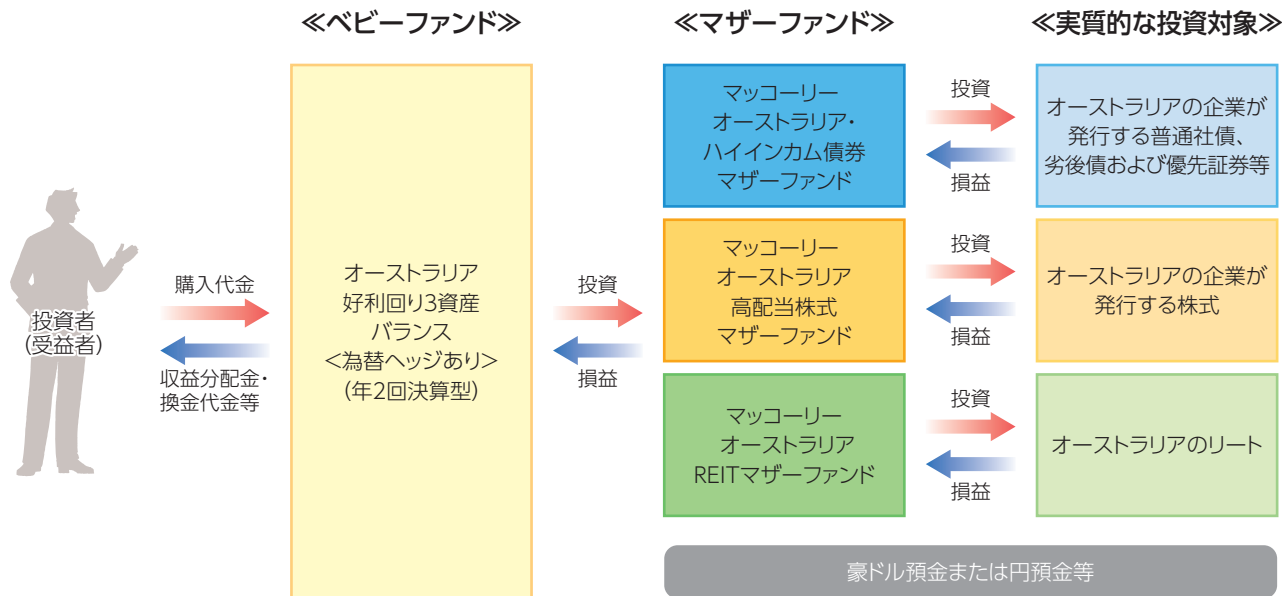 ≪ベビーファンド≫
≪マザーファンド≫
≪実質的な投資対象≫
投資者
(受益者)
購入代金
収益分配金・
換金代金等
オーストラリア
好利回り3資産
バランス
<為替ヘッジあり>
(年2回決算型)
投資
損益
マッコーリー
オーストラリア・
ハイインカム債券
マザーファンド
投資
損益
オーストラリアの企業が
発行する普通社債、
劣後債および優先証券等
マッコーリー
オーストラリア
高配当株式
マザーファンド
投資
損益
オーストラリアの企業が
発行する株式
マッコーリー
オーストラリア
REITマザーファンド
投資
損益
オーストラリアのリート
豪ドル預金または円預金等